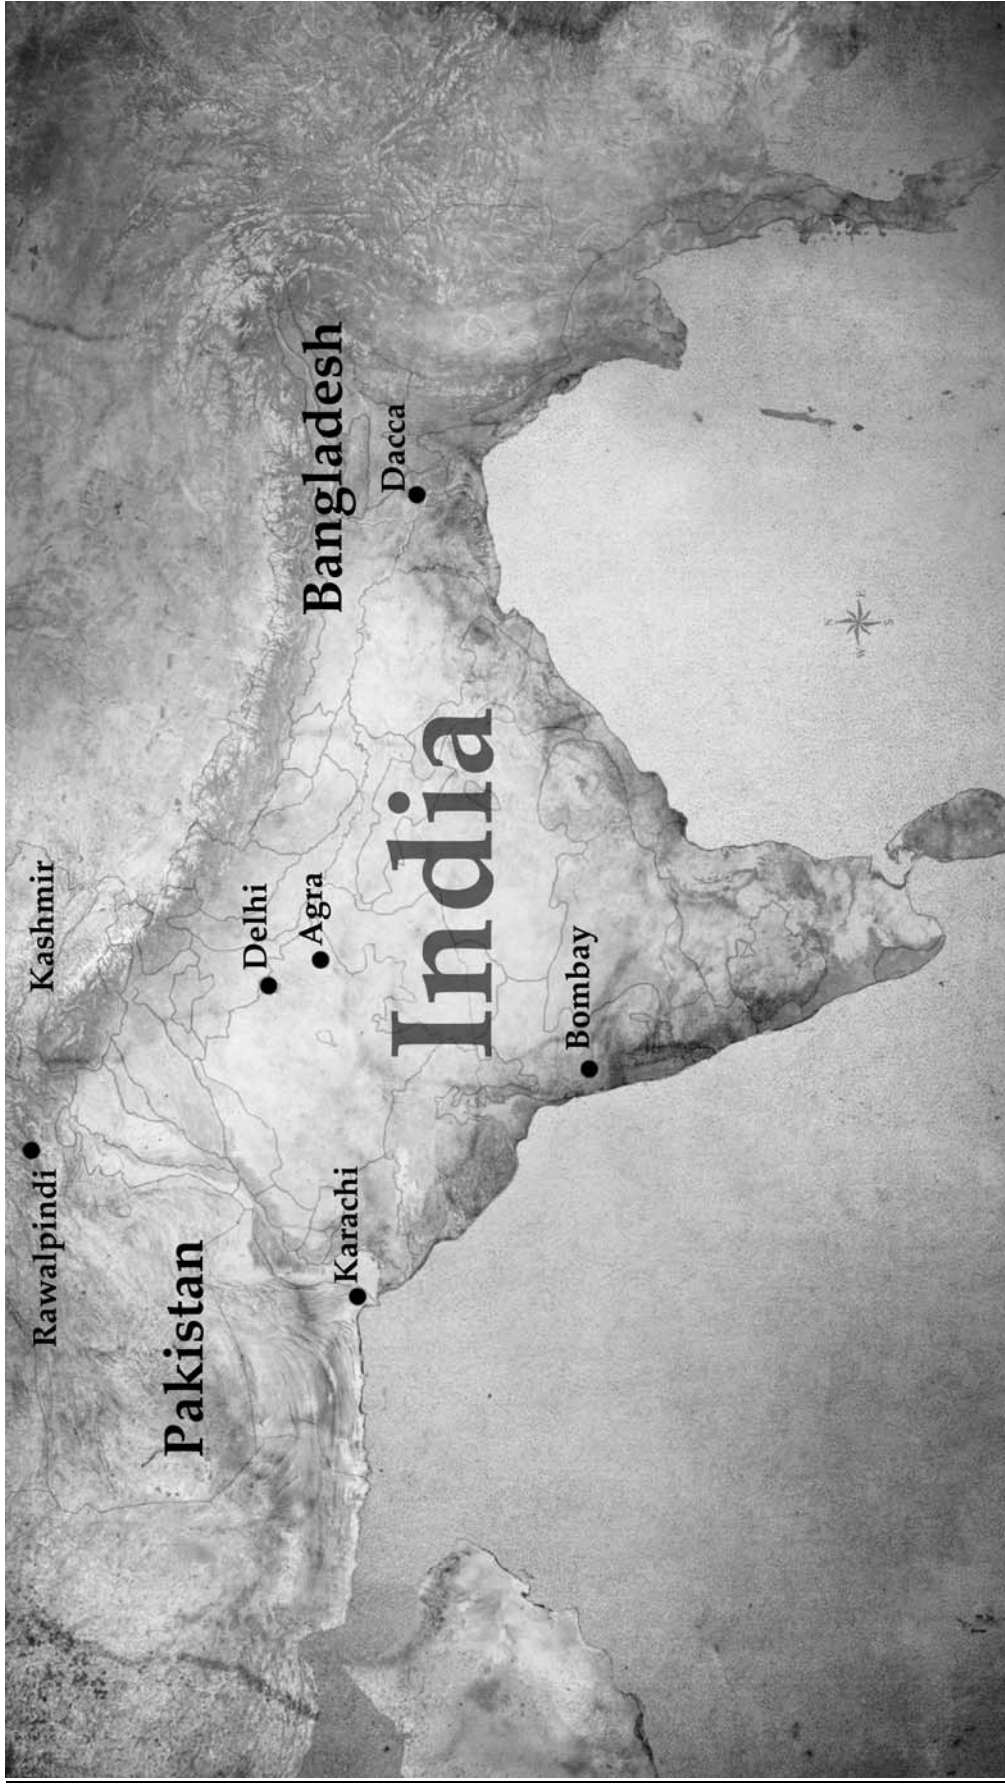 Kashmir
Rawalpindi
Pakistan
Delhi
Agra
Karachi
Bangladesh
Dacca
India
Bombay
N
W
E
S